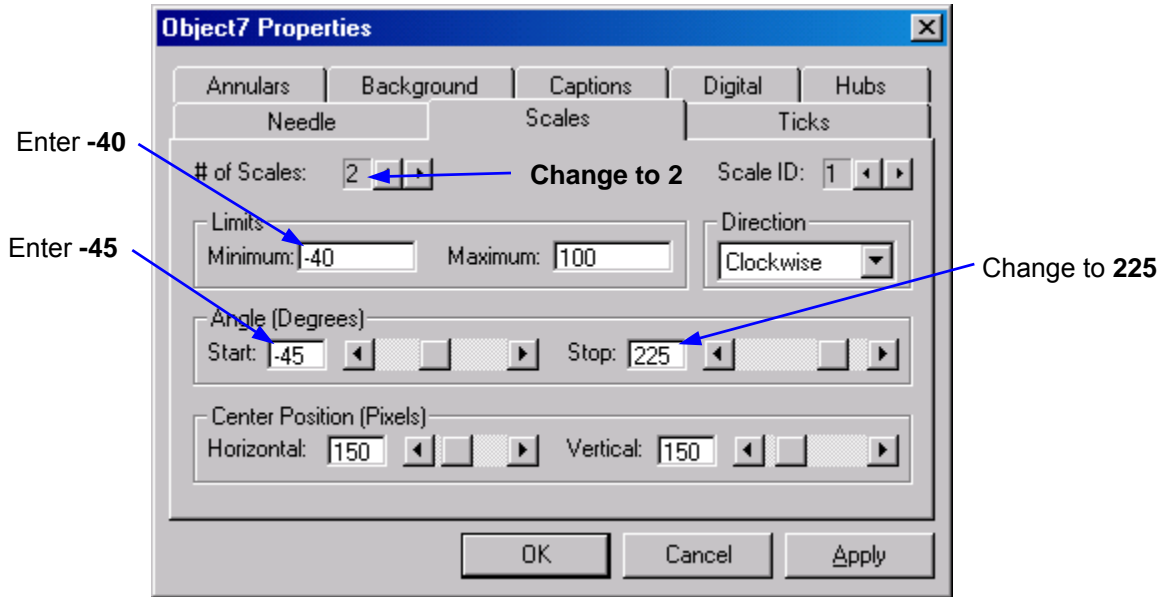 Object7 Properties
Annulars Background Captions Digital Hubs
Needle Scales Ticks
Enter -40
# of Scales: 2 Change to 2 Scale ID: 1
Limits Direction
Enter -45
Minimum: -40 Maximum: 100 Clockwise
Change to 225
Angle (Degrees)
Start: -45 Stop: 225
Center Position (Pixels)
Horizontal: 150 Vertical: 150
OK Cancel Apply